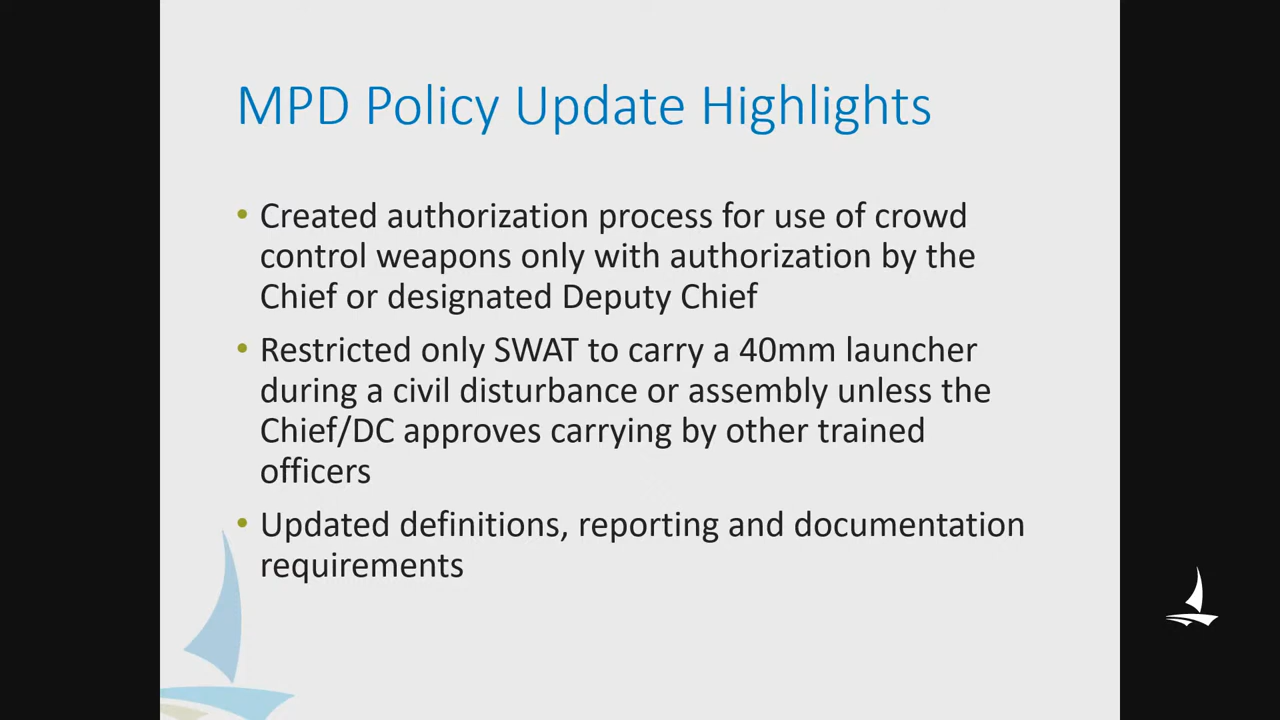 MPD Policy Update Highlights
• Created authorization process for use of crowd
control weapons only with authorization by the
Chief or designated Deputy Chief
• Restricted only SWAT to carry a 40mm launcher
during a civil disturbance or assembly unless the
Chief/DC approves carrying by other trained
officers
• Updated definitions, reporting and documentation
requirements